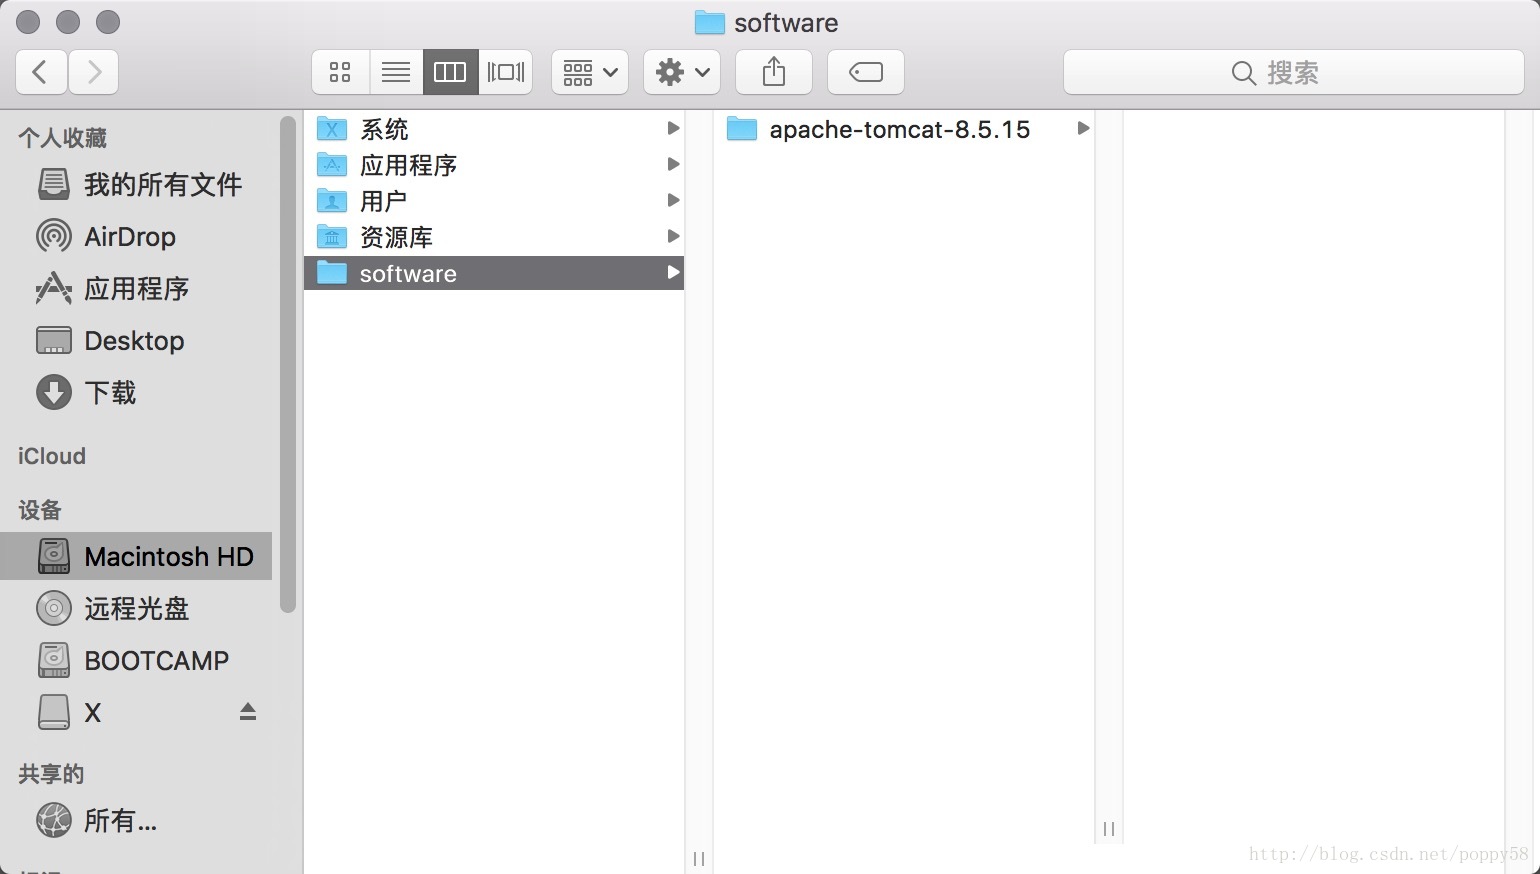 software
搜索
个人收藏
我的所有文件
AirDrop
应用程序
Desktop
下载
iCloud
设备
Macintosh HD
远程光盘
BOOTCAMP
X
共享的
所有...
系统
应用程序
用户
资源库
software
apache-tomcat-8.5.15
http://blog.csdn.net/poppy58